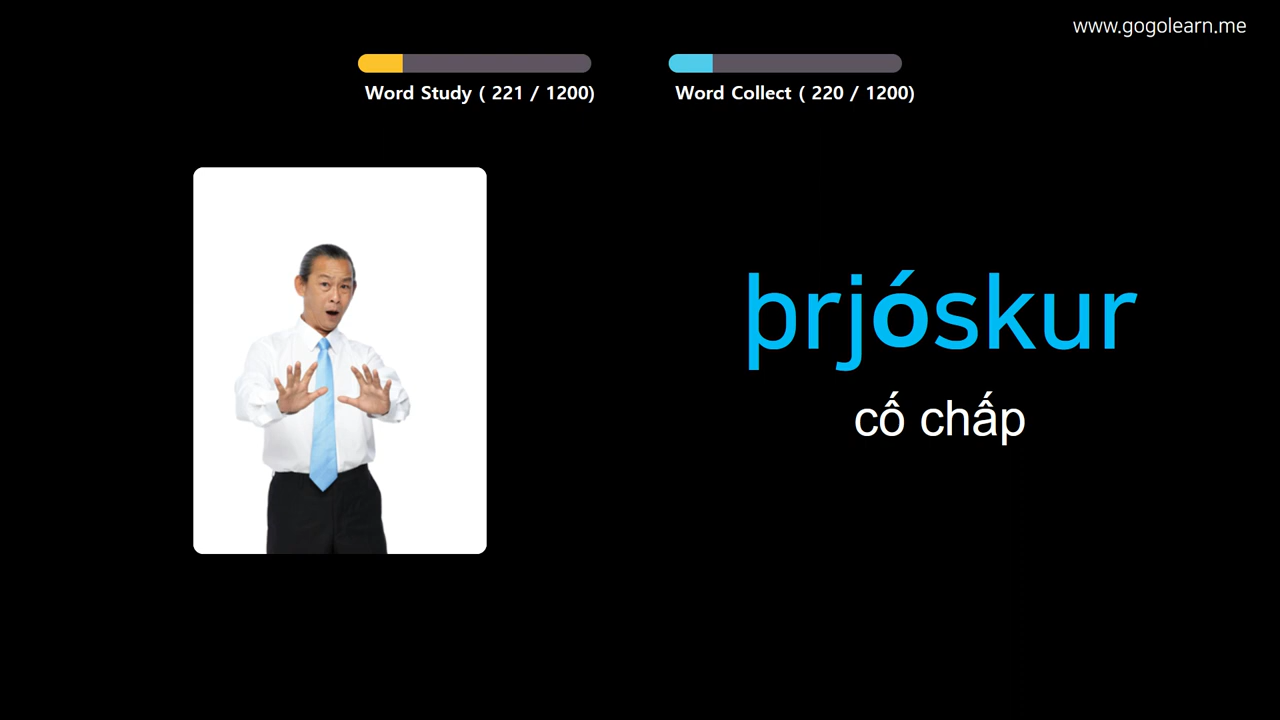 www.gogolearn.me
Word Study ( 221 / 1200)
Word Collect ( 220 / 1200)
þrjóskur
cố chấp